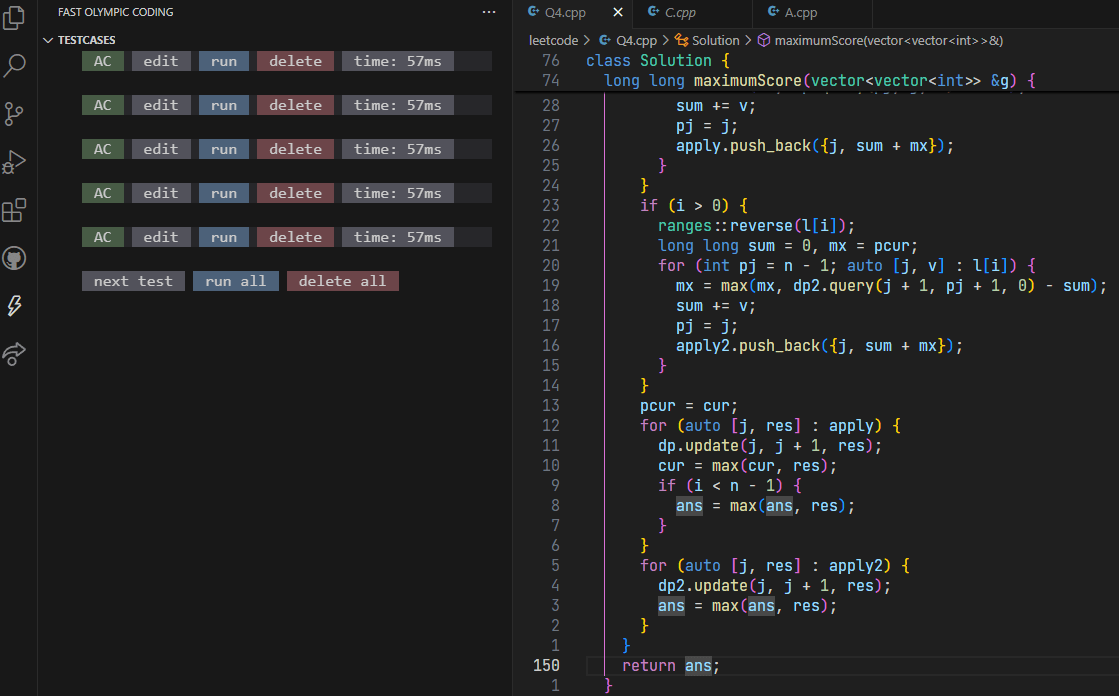 FAST OLYMPIC CODING
TESTCASES
AC edit run delete time: 57ms
AC edit run delete time: 57ms
AC edit run delete time: 57ms
AC edit run delete time: 57ms
AC edit run delete time: 57ms
next test run all delete all
Q4.cpp C.cpp A.cpp
leetcode > Q4.cpp > Solution > maximumScore(vector<vector<int>>&)
76 class Solution {
74 long long maximumScore(vector<vector<int>> &g) {
28 sum += v;
27 pj = j;
26 apply.push_back({j, sum + mx});
25 }
24 }
23 if (i > 0) {
22 ranges::reverse(l[i]);
21 long long sum = 0, mx = pcur;
20 for (int pj = n - 1; auto [j, v] : l[i]) {
19 mx = max(mx, dp2.query(j + 1, pj + 1, 0) - sum);
18 sum += v;
17 pj = j;
16 apply2.push_back({j, sum + mx});
15 }
14 }
13 pcur = cur;
12 for (auto [j, res] : apply) {
11 dp.update(j, j + 1, res);
10 cur = max(cur, res);
9 if (i < n - 1) {
8 ans = max(ans, res);
7 }
6 }
5 for (auto [j, res] : apply2) {
4 dp2.update(j, j + 1, res);
3 ans = max(ans, res);
2 }
1 }
150 return ans;
1 }